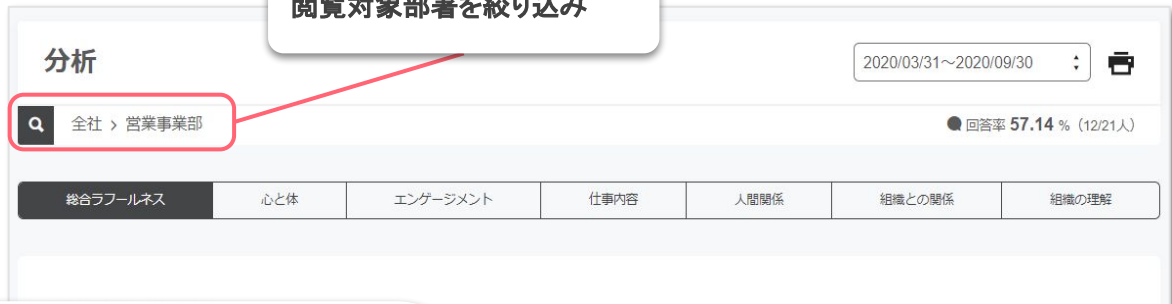 閲覧対象部署を絞り込み
分析
2020/03/31～2020/09/30
全社 > 営業事業部
回答率 57.14 % (12/21人)
総合ラフールネス
心と体
エンゲージメント
仕事内容
人間関係
組織との関係
組織の理解